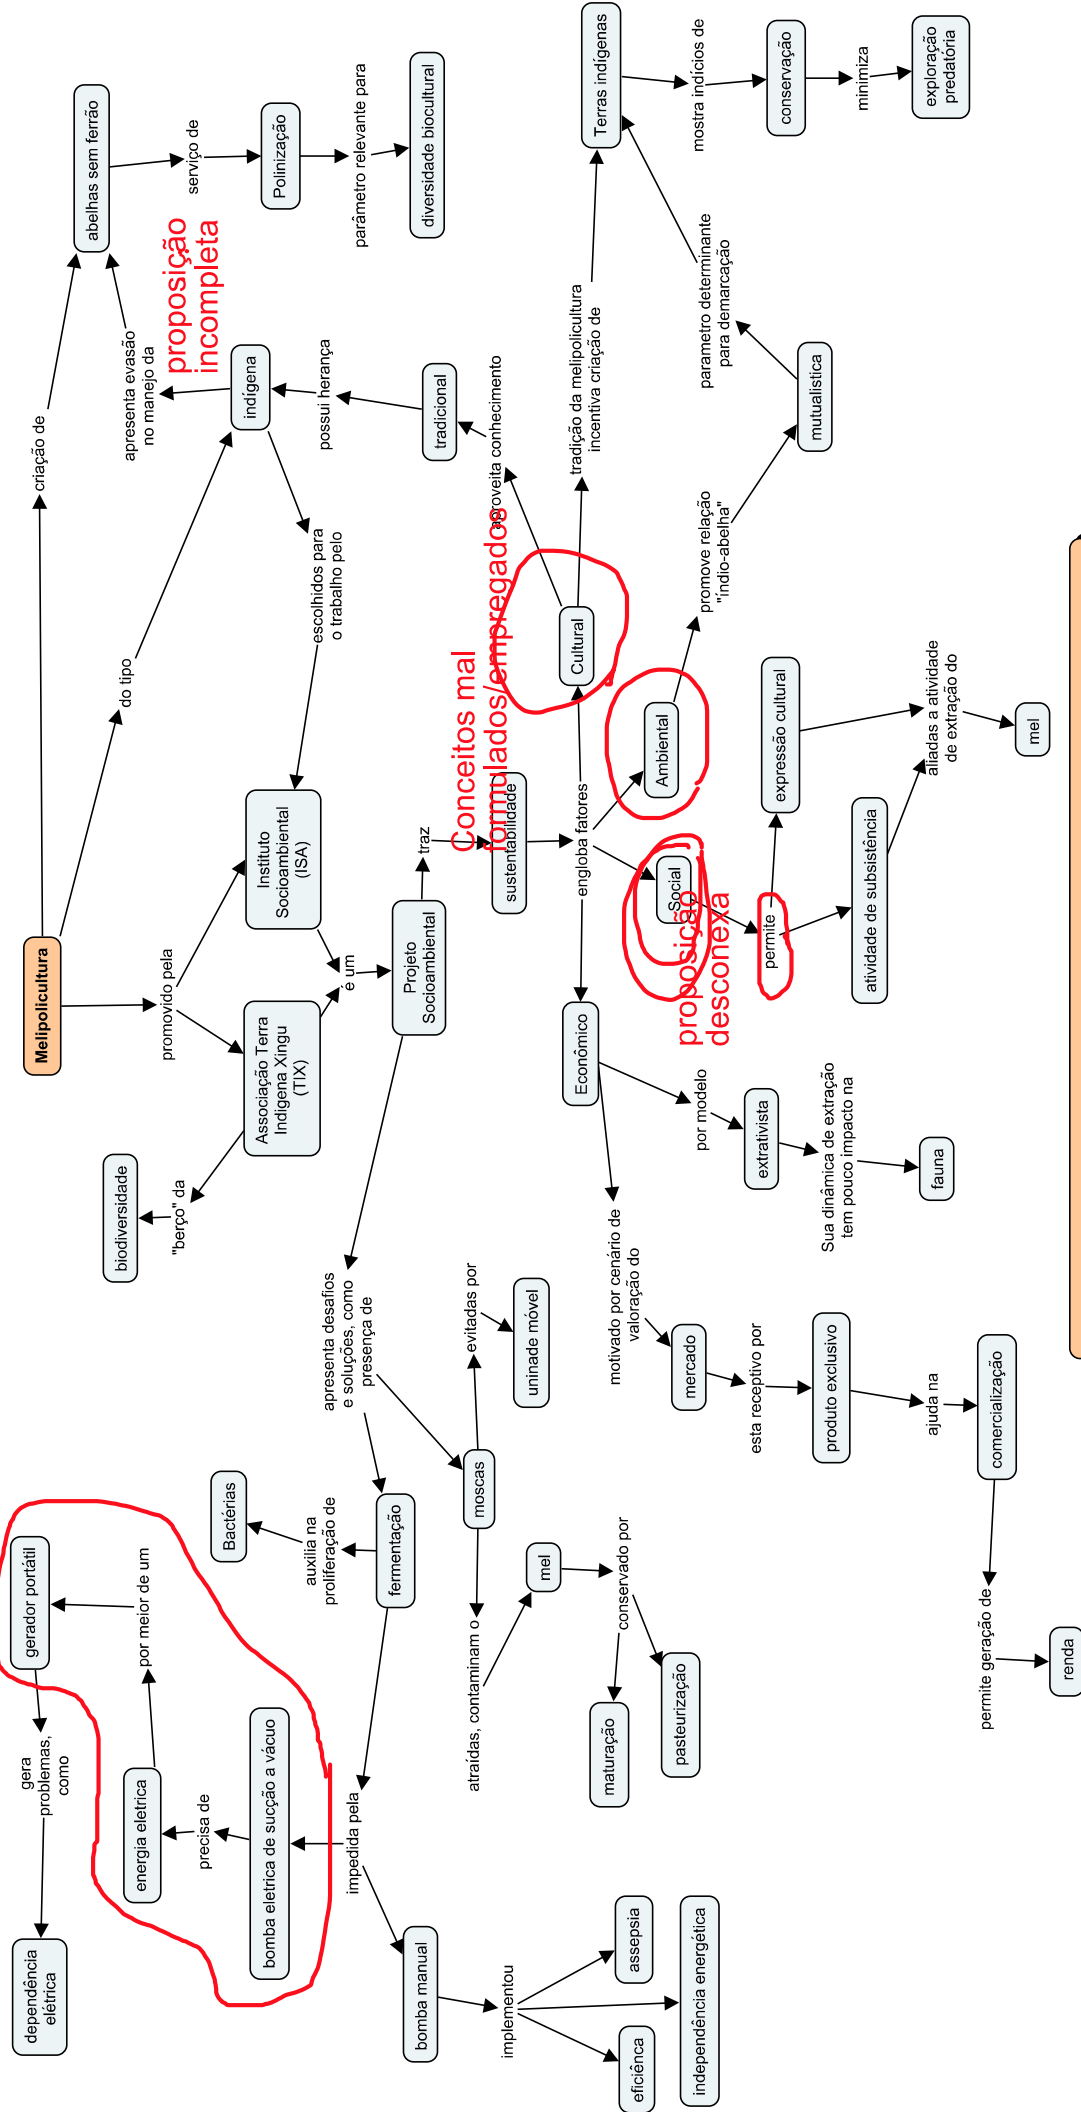 Melipolicultura
criação de
abelhas sem ferrão
serviço de
Polinização
parâmetro relevante para
diversidade biocultural
do tipo
indígena
apresenta evasão
no manejo da
proposição
incompleta
escolhidos para
o trabalho pelo
promovido pela
Instituto
Socioambiental
(ISA)
Associação Terra
Indigena Xingu
(TIX)
"berço" da
biodiversidade
é um
Projeto
Socioambiental
traz
sustentabilidade
Conceitos mal
formulados/empregados
engloba fatores
Cultural
aproveita conhecimento
tradicional
possui herança
tradição da melipolicultura
incentiva criação de
Terras indígenas
mostra indícios de
conservação
minimiza
exploração
predatória
Ambiental
promove relação
"índio-abelha"
mutualistica
parametro determinante
para demarcação
Social
proposição
desconexa
permite
expressão cultural
atividade de subsistência
aliadas a atividade
de extração do
mel
Econômico
por modelo
extrativista
Sua dinâmica de extração
tem pouco impacto na
fauna
motivado por cenário de
valoração do
mercado
esta receptivo por
produto exclusivo
ajuda na
comercialização
permite geração de
renda
apresenta desafios
e soluções, como
presença de
moscas
evitadas por
uninade móvel
atraídas, contaminam o
mel
conservado por
maturação
pasteurização
fermentação
auxilia na
proliferação de
Bactérias
impedida pela
bomba eletrica de sucção a vácuo
precisa de
energia eletrica
por meior de um
gerador portátil
gera
problemas,
como
dependência
elétrica
bomba manual
implementou
assepsia
eficiênca
independência energética